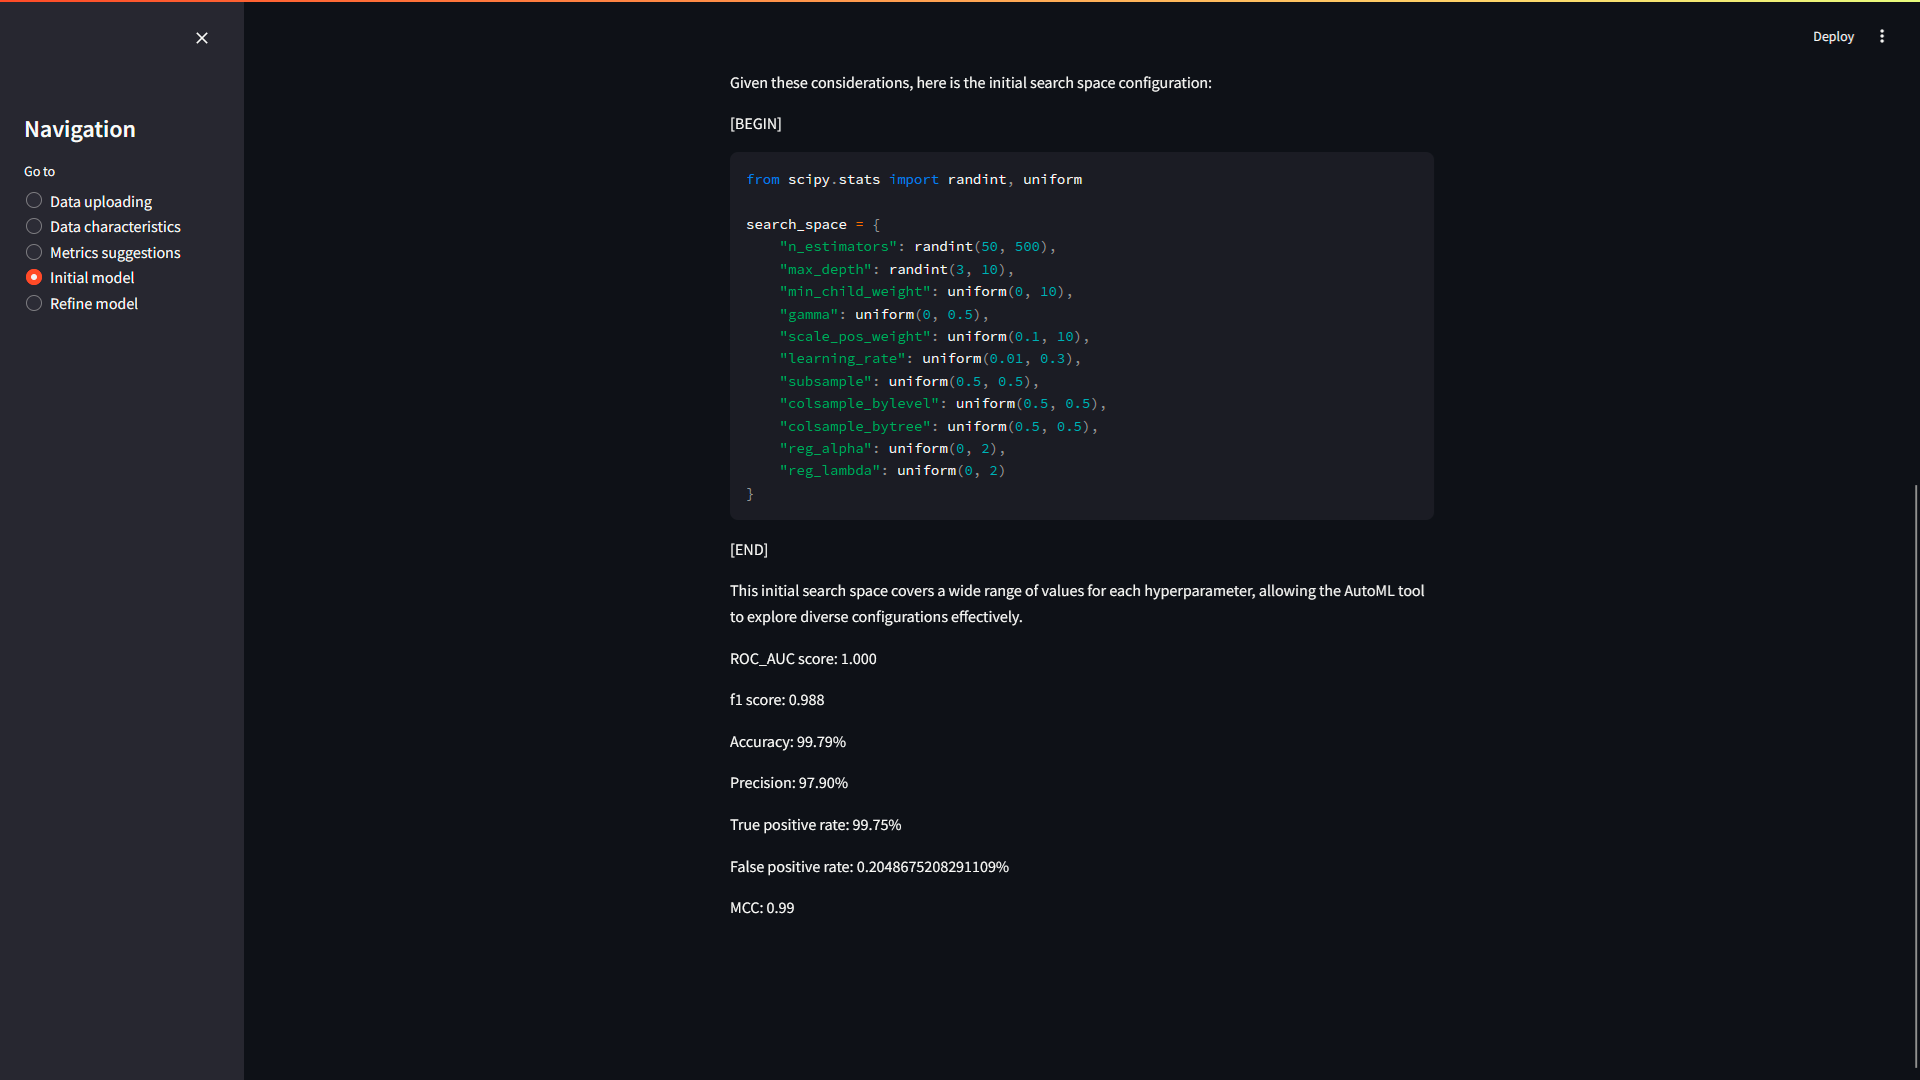 Deploy
Navigation
Go to
Data uploading
Data characteristics
Metrics suggestions
Initial model
Refine model
Given these considerations, here is the initial search space configuration:
[BEGIN]
from scipy.stats import randint, uniform
search_space = {
    "n_estimators": randint(50, 500),
    "max_depth": randint(3, 10),
    "min_child_weight": uniform(0, 10),
    "gamma": uniform(0, 0.5),
    "scale_pos_weight": uniform(0.1, 10),
    "learning_rate": uniform(0.01, 0.3),
    "subsample": uniform(0.5, 0.5),
    "colsample_bylevel": uniform(0.5, 0.5),
    "colsample_bytree": uniform(0.5, 0.5),
    "reg_alpha": uniform(0, 2),
    "reg_lambda": uniform(0, 2)
}
[END]
This initial search space covers a wide range of values for each hyperparameter, allowing the AutoML tool
to explore diverse configurations effectively.
ROC_AUC score: 1.000
f1 score: 0.988
Accuracy: 99.79%
Precision: 97.90%
True positive rate: 99.75%
False positive rate: 0.2048675208291109%
MCC: 0.99